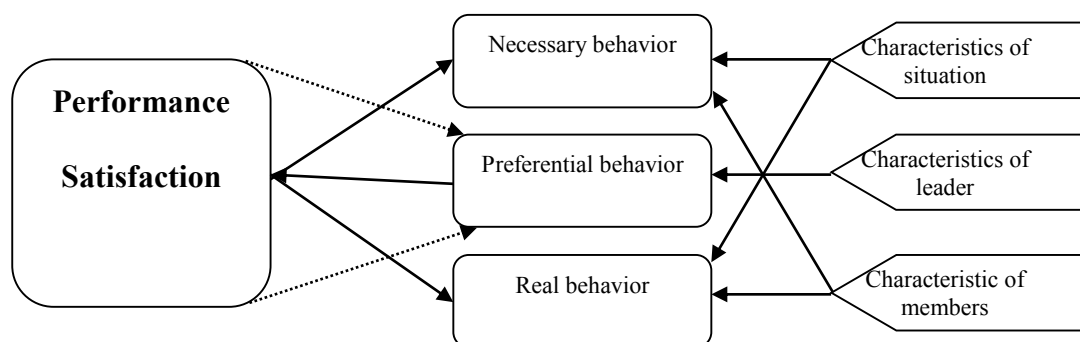 Performance
Satisfaction
Necessary behavior
Preferential behavior
Real behavior
Characteristics of
situation
Characteristics of
leader
Characteristic of
members